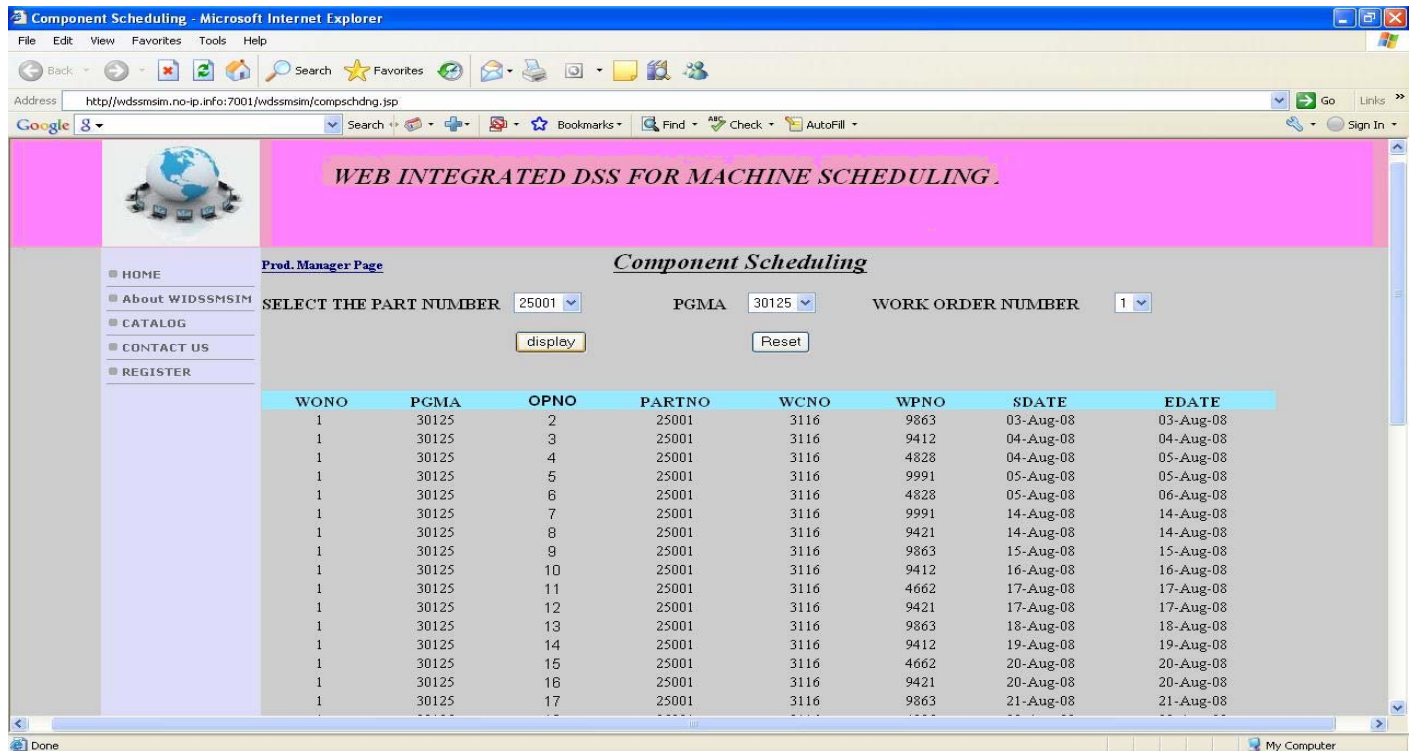 Component Scheduling - Microsoft Internet Explorer
File Edit View Favorites Tools Help
Back Search Favorites
Address http//wdssmsim.no-ip.info:7001/wdssmsim/compschdng.jsp Go Links »
Google Search Bookmarks Find ABC Check AutoFill Sign In
WEB INTEGRATED DSS FOR MACHINE SCHEDULING .
HOME
About WIDSSMSIM
CATALOG
CONTACT US
REGISTER
Prod. Manager Page Component Scheduling
SELECT THE PART NUMBER 25001 PGMA 30125 WORK ORDER NUMBER 1
display Reset
WONO PGMA OPNO PARTNO WCNO WPNO SDATE EDATE
1 30125 2 25001 3116 9863 03-Aug-08 03-Aug-08
1 30125 3 25001 3116 9412 04-Aug-08 04-Aug-08
1 30125 4 25001 3116 4828 04-Aug-08 05-Aug-08
1 30125 5 25001 3116 9991 05-Aug-08 05-Aug-08
1 30125 6 25001 3116 4828 05-Aug-08 06-Aug-08
1 30125 7 25001 3116 9991 14-Aug-08 14-Aug-08
1 30125 8 25001 3116 9421 14-Aug-08 14-Aug-08
1 30125 9 25001 3116 9863 15-Aug-08 15-Aug-08
1 30125 10 25001 3116 9412 16-Aug-08 16-Aug-08
1 30125 11 25001 3116 4662 17-Aug-08 17-Aug-08
1 30125 12 25001 3116 9421 17-Aug-08 17-Aug-08
1 30125 13 25001 3116 9863 18-Aug-08 18-Aug-08
1 30125 14 25001 3116 9412 19-Aug-08 19-Aug-08
1 30125 15 25001 3116 4662 20-Aug-08 20-Aug-08
1 30125 16 25001 3116 9421 20-Aug-08 20-Aug-08
1 30125 17 25001 3116 9863 21-Aug-08 21-Aug-08
Done My Computer